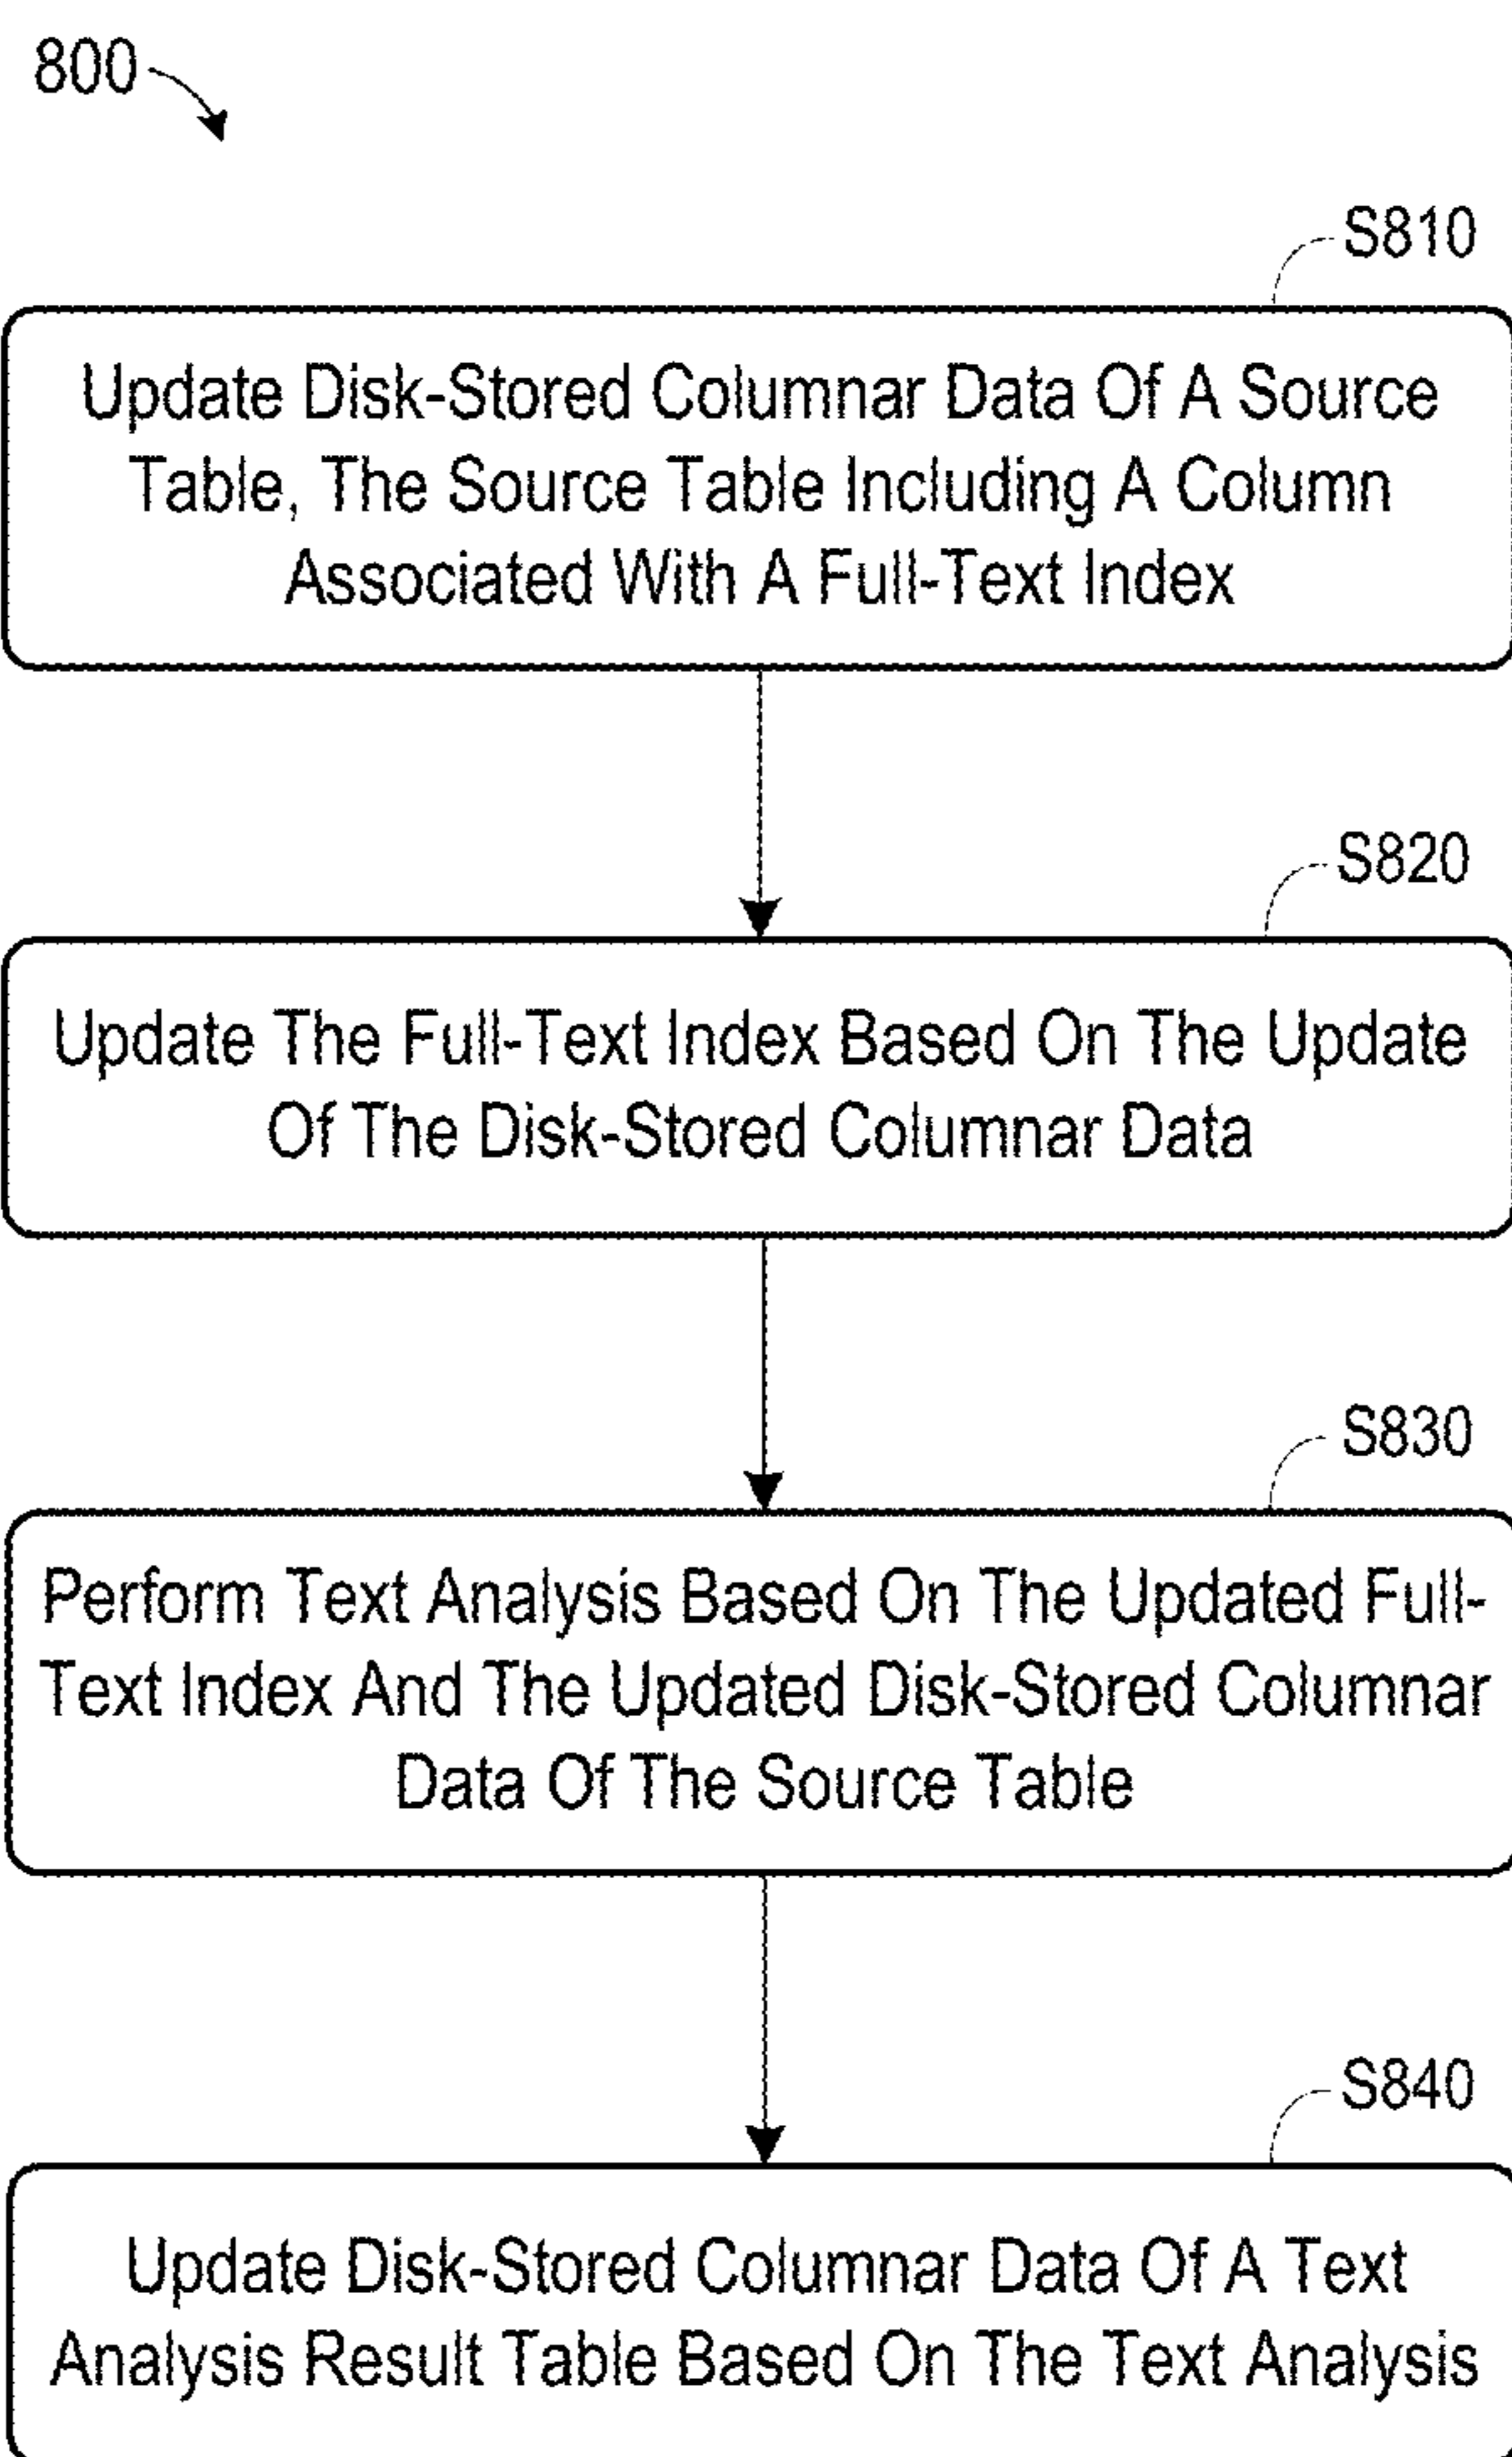 800
S810
Update Disk-Stored Columnar Data Of A Source
Table, The Source Table Including A Column
Associated With A Full-Text Index
S820
Update The Full-Text Index Based On The Update
Of The Disk-Stored Columnar Data
S830
Perform Text Analysis Based On The Updated Full-
Text Index And The Updated Disk-Stored Columnar
Data Of The Source Table
S840
Update Disk-Stored Columnar Data Of A Text
Analysis Result Table Based On The Text Analysis